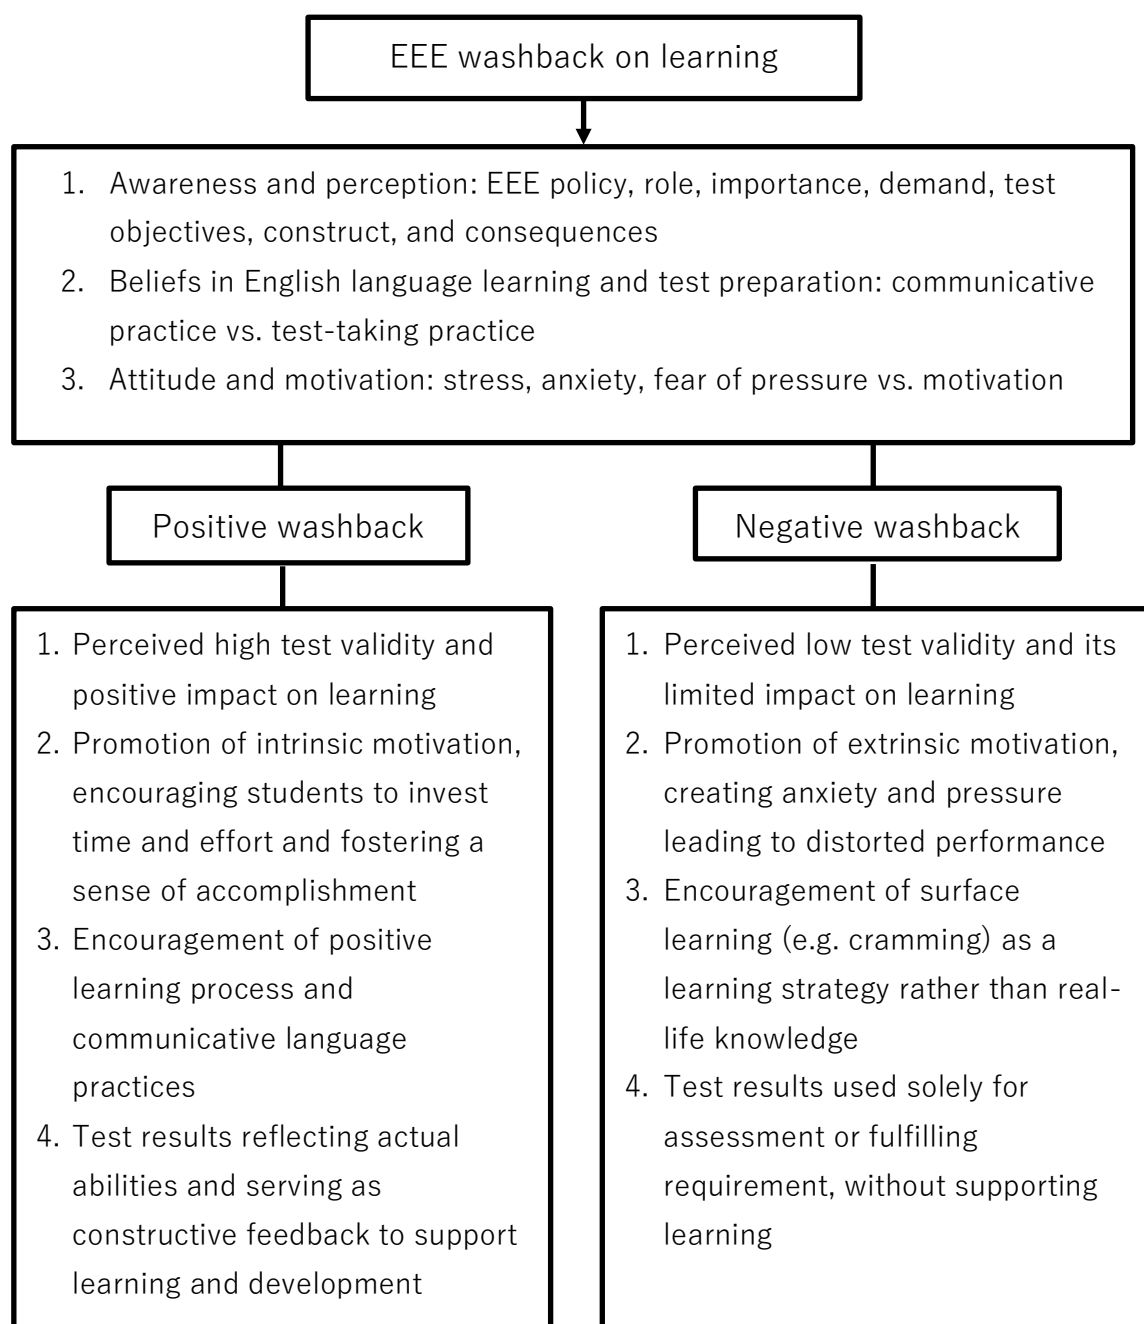 EEE washback on learning
1. Awareness and perception: EEE policy, role, importance, demand, test
objectives, construct, and consequences
2. Beliefs in English language learning and test preparation: communicative
practice vs. test-taking practice
3. Attitude and motivation: stress, anxiety, fear of pressure vs. motivation
Positive washback
Negative washback
1. Perceived high test validity and
positive impact on learning
2. Promotion of intrinsic motivation,
encouraging students to invest
time and effort and fostering a
sense of accomplishment
3. Encouragement of positive
learning process and
communicative language
practices
4. Test results reflecting actual
abilities and serving as
constructive feedback to support
learning and development
1. Perceived low test validity and its
limited impact on learning
2. Promotion of extrinsic motivation,
creating anxiety and pressure
leading to distorted performance
3. Encouragement of surface
learning (e.g. cramming) as a
learning strategy rather than real-
life knowledge
4. Test results used solely for
assessment or fulfilling
requirement, without supporting
learning